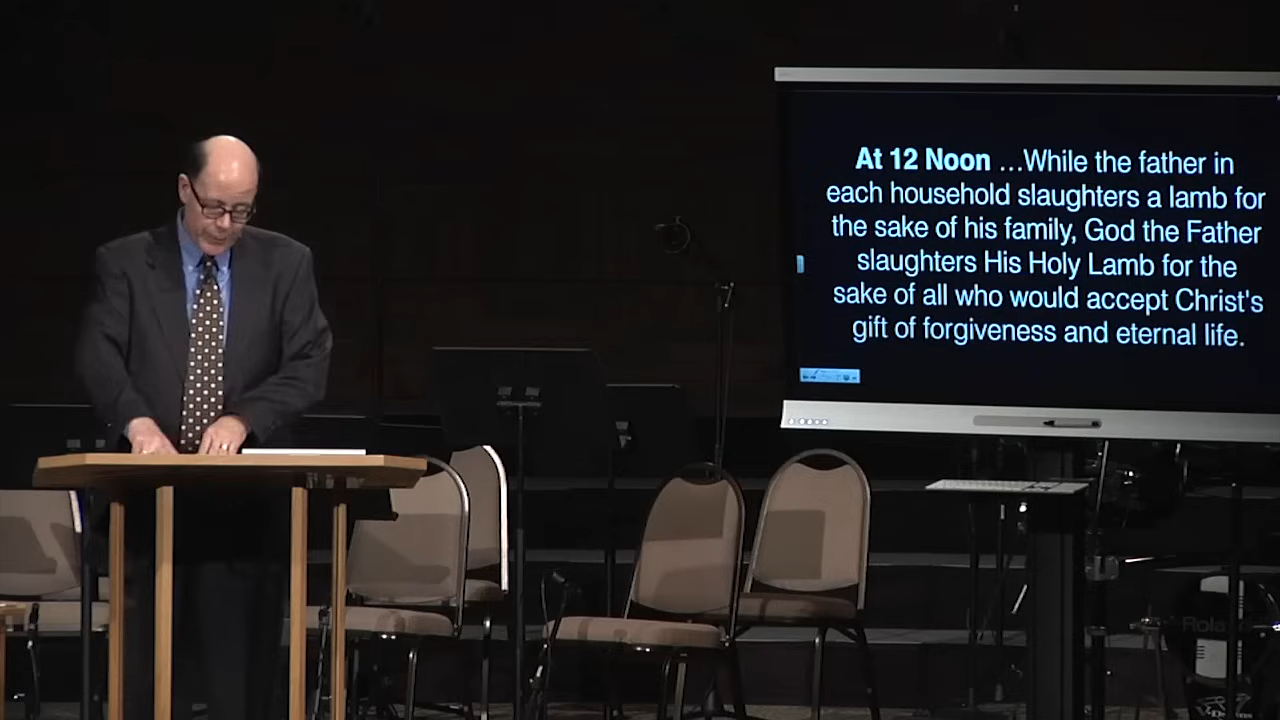 At 12 Noon ...While the father in
each household slaughters a lamb for
the sake of his family, God the Father
slaughters His Holy Lamb for the
sake of all who would accept Christ's
gift of forgiveness and eternal life.
Rola